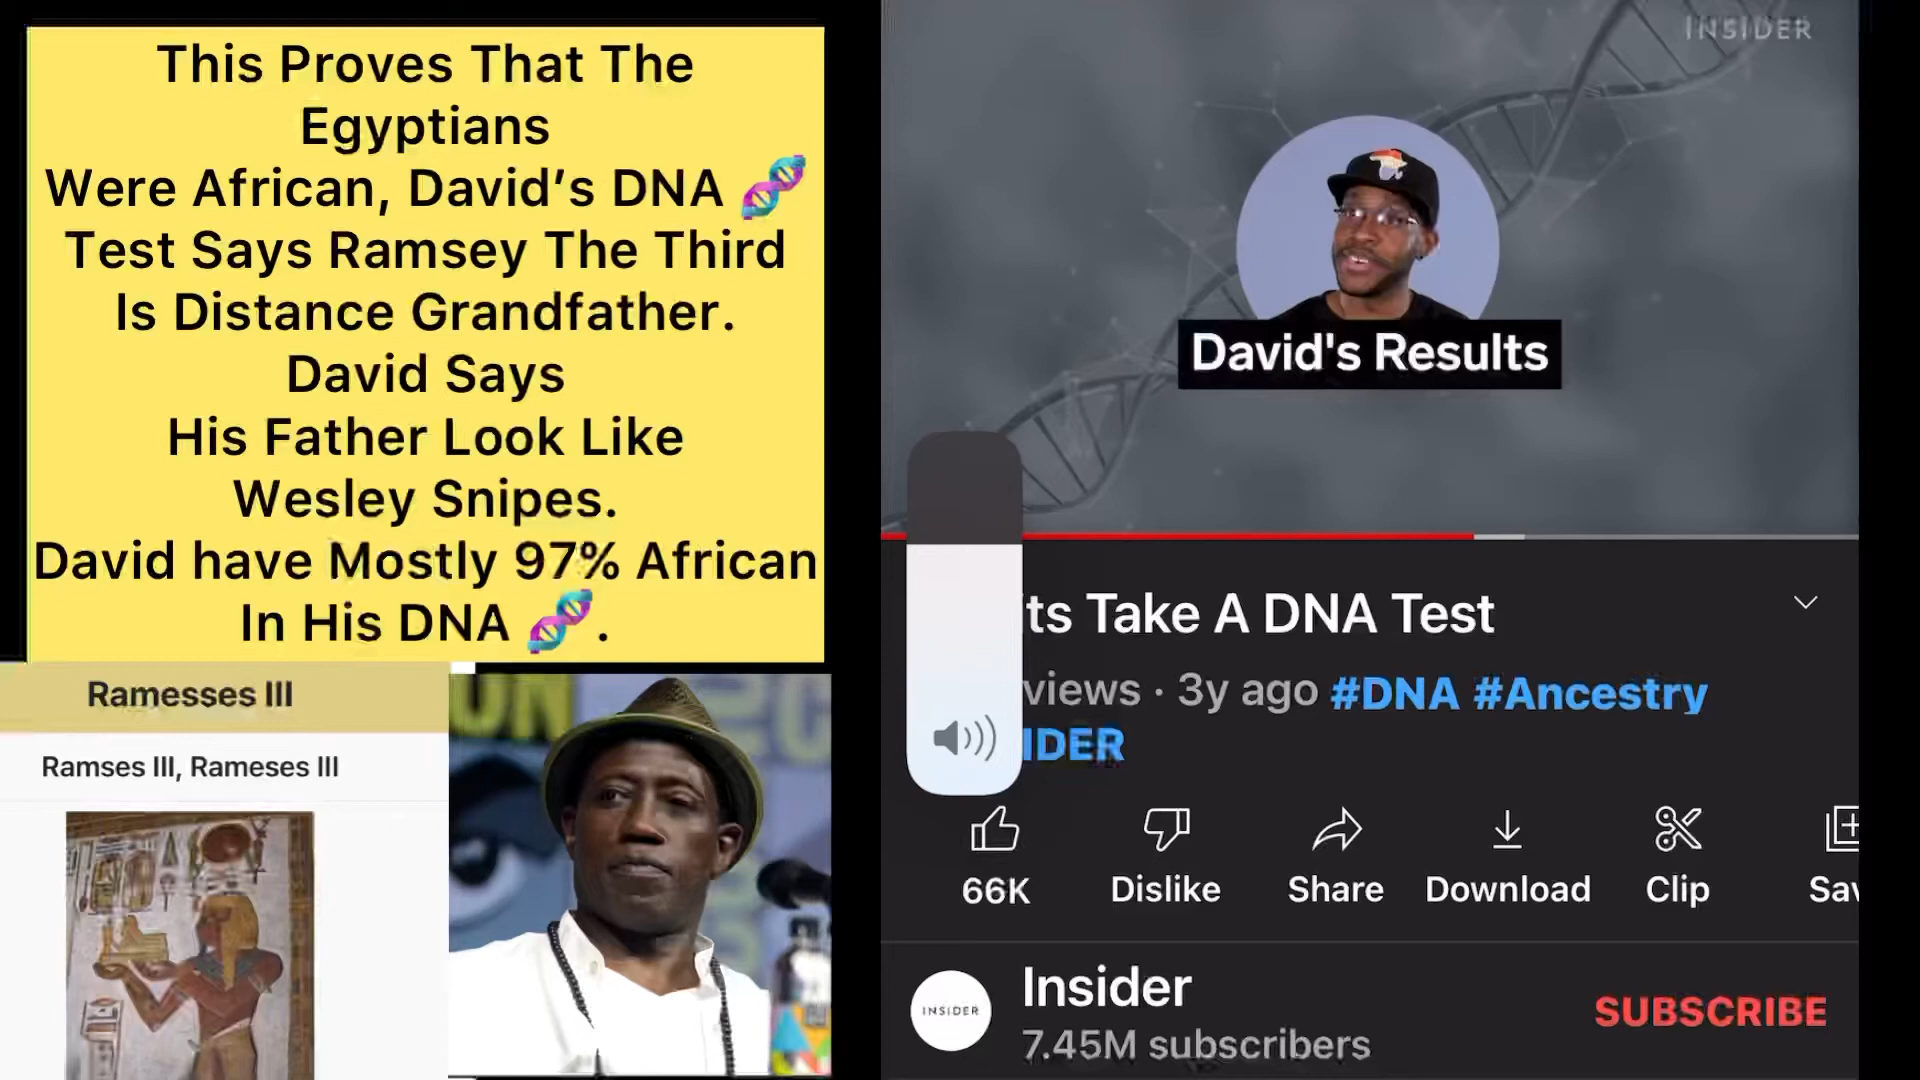 This Proves That The
Egyptians
Were African, David's DNA 🧬
Test Says Ramsey The Third
Is Distance Grandfather.
David Says
His Father Look Like
Wesley Snipes.
David have Mostly 97% African
In His DNA 🧬.
Ramesses III
Ramses III, Rameses III
INSIDER
David's Results
ts Take A DNA Test
views · 3y ago #DNA #Ancestry
IDER
66K
Dislike
Share
Download
Clip
Sav
INSIDER
Insider
7.45M subscribers
SUBSCRIBE